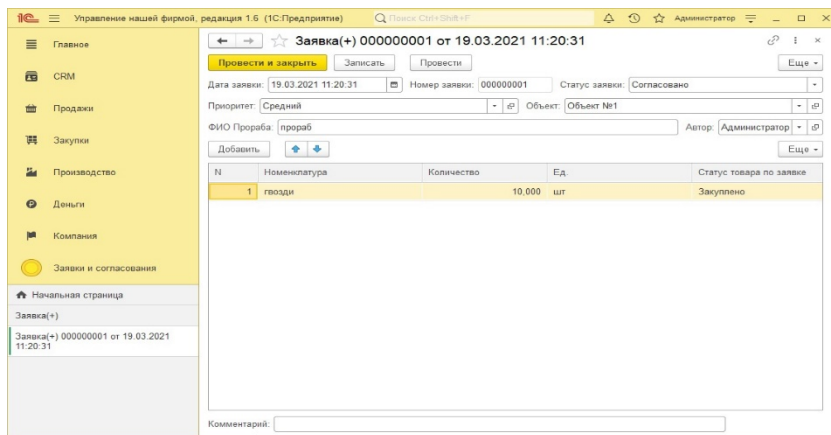 1С Управление нашей фирмой, редакция 1.6 (1С:Предприятие) Поиск Ctrl+Shift+F Администратор
Главное
CRM
Продажи
Закупки
Производство
Деньги
Компания
Заявки и согласования
Начальная страница
Заявка(+)
Заявка(+) 000000001 от 19.03.2021
11:20:31
Заявка(+) 000000001 от 19.03.2021 11:20:31
Провести и закрыть Записать Провести Еще
Дата заявки: 19.03.2021 11:20:31 Номер заявки: 000000001 Статус заявки: Согласовано
Приоритет: Средний Объект: Объект №1
ФИО Прораба: прораб Автор: Администратор
Добавить Еще
N Номенклатура Количество Ед. Статус товара по заявке
1 гвозди 10,000 шт Закуплено
Комментарий: